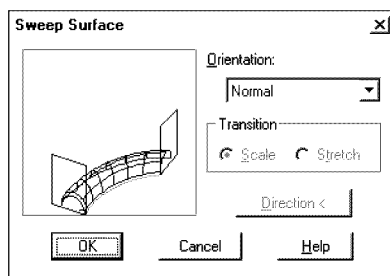 Sweep Surface
Orientation:
Normal
Transition
Scale
Stretch
Direction <
OK
Cancel
Help